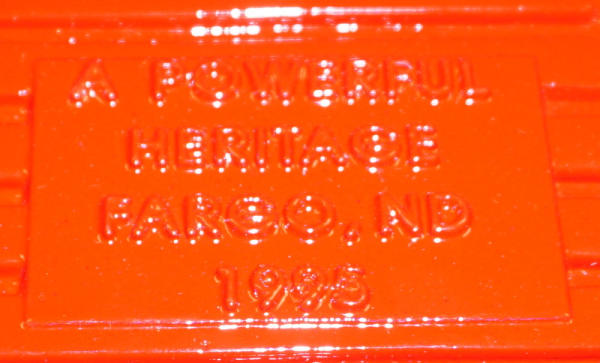 A POWERFUL
HERITAGE
FARGO, ND
1995